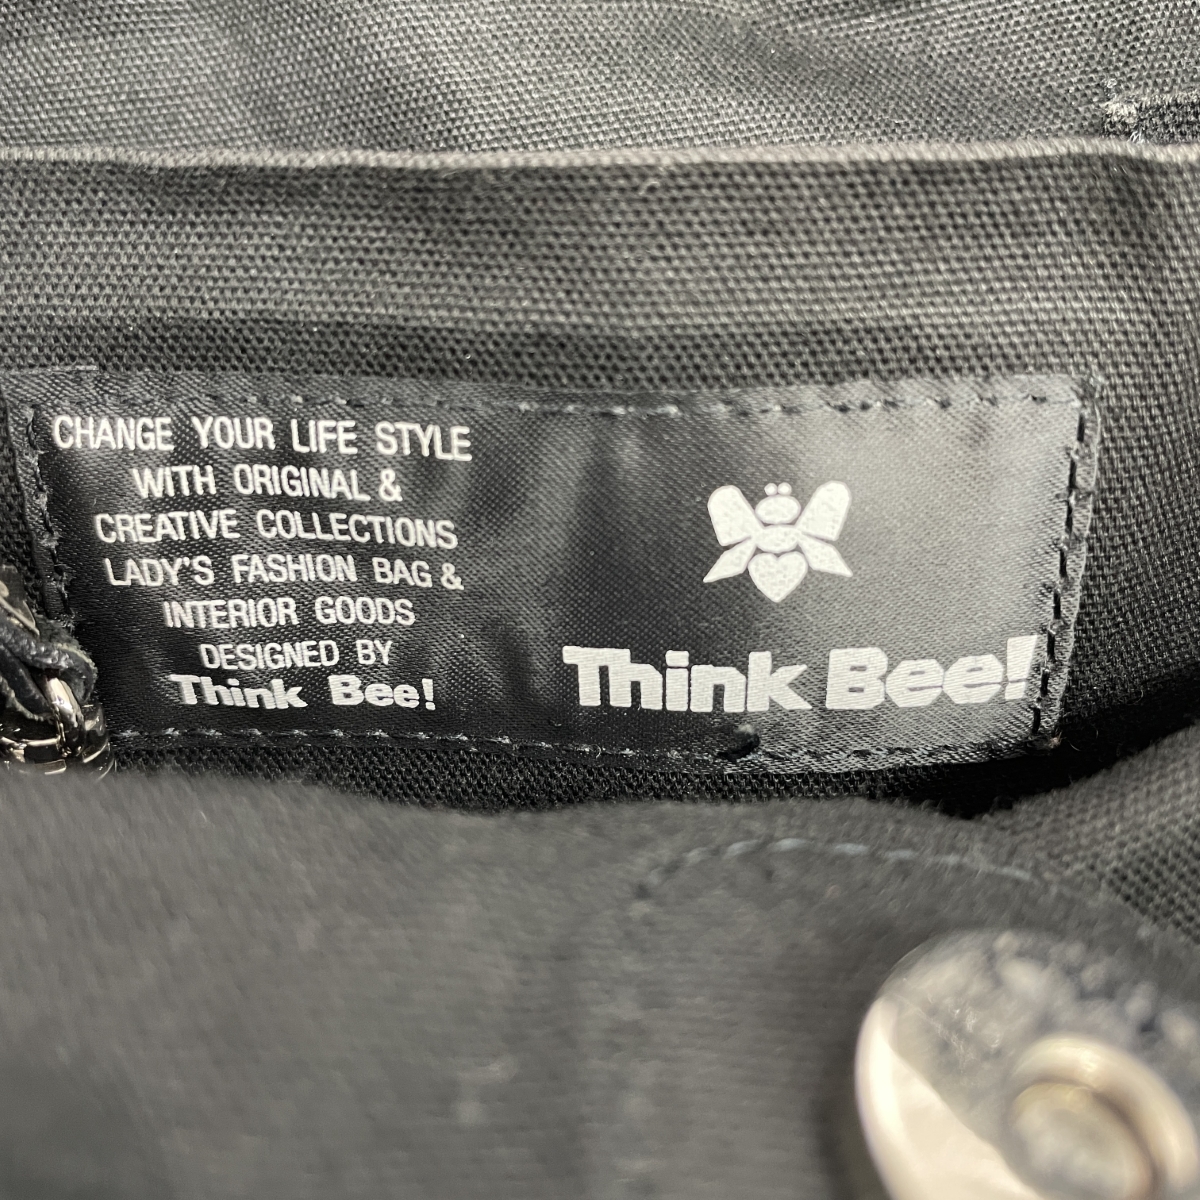 CHANGE YOUR LIFE STYLE
WITH ORIGINAL &
CREATIVE COLLECTIONS
LADY'S FASHION BAG &
INTERIOR GOODS
DESIGNED BY
Think Bee!
Think Bee!